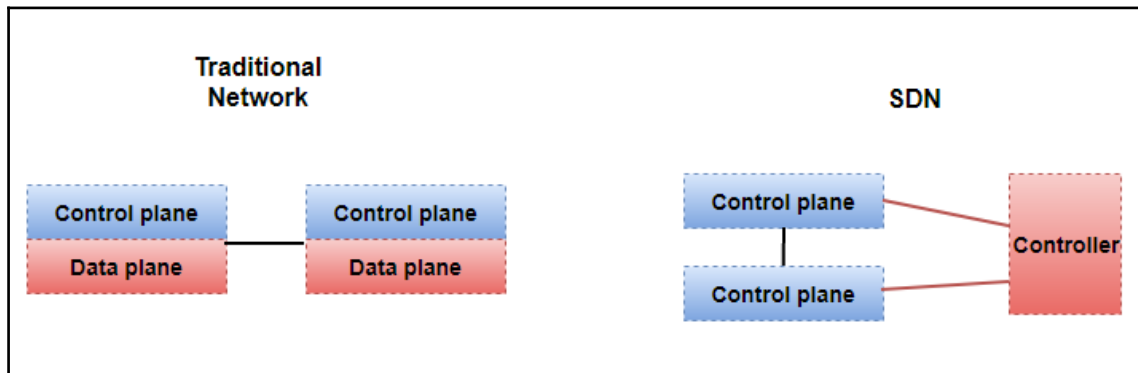 Traditional
Network
SDN
Control plane
Data plane
Control plane
Data plane
Control plane
Control plane
Controller